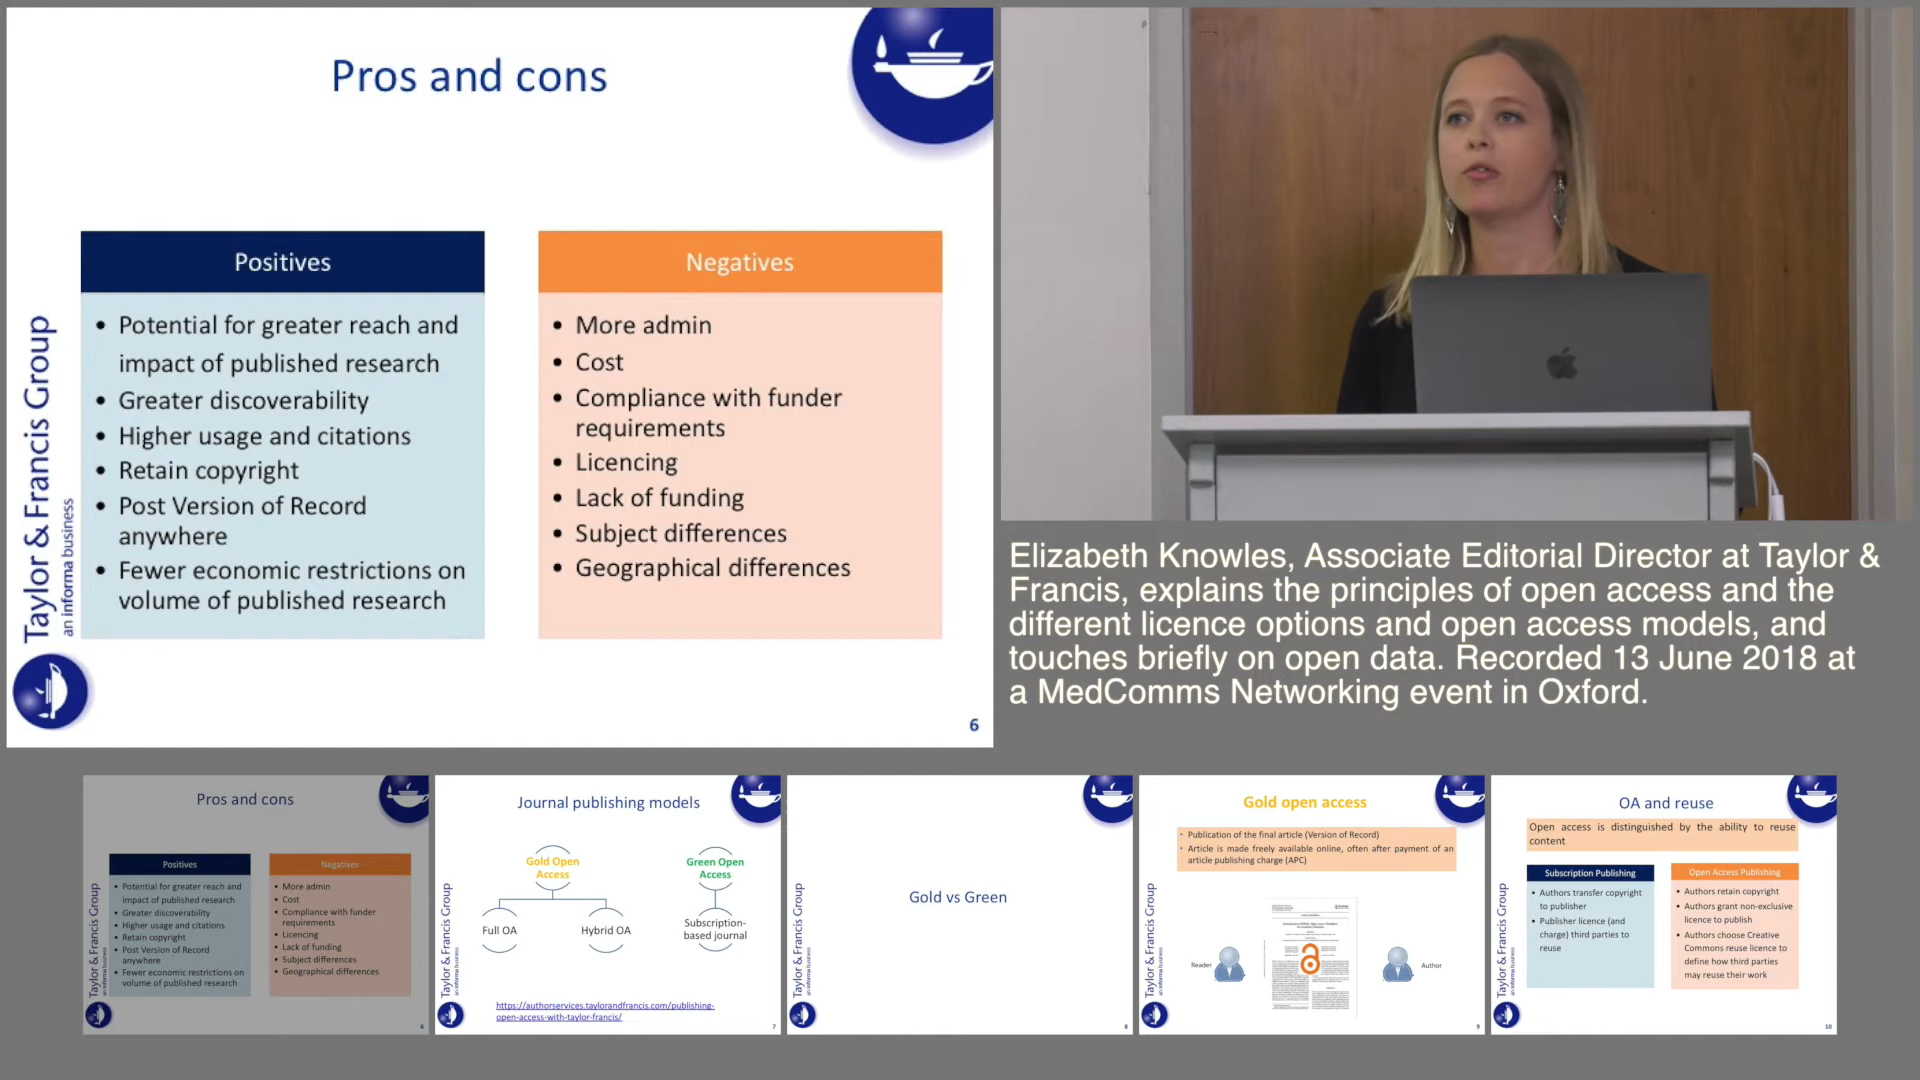 Pros and cons
Positives
• Potential for greater reach and
impact of published research
• Greater discoverability
• Higher usage and citations
• Retain copyright
• Post Version of Record
anywhere
• Fewer economic restrictions on
volume of published research
Negatives
• More admin
• Cost
• Compliance with funder
requirements
• Licencing
• Lack of funding
• Subject differences
• Geographical differences
Taylor & Francis Group
an informa business
6
Elizabeth Knowles, Associate Editorial Director at Taylor &
Francis, explains the principles of open access and the
different licence options and open access models, and
touches briefly on open data. Recorded 13 June 2018 at
a MedComms Networking event in Oxford.
Pros and cons
Positives
• Potential for greater reach and
impact of published research
• Greater discoverability
• Higher usage and citations
• Retain copyright
• Post Version of Record
anywhere
• Fewer economic restrictions on
volume of published research
Negatives
• More admin
• Cost
• Compliance with funder
requirements
• Licencing
• Lack of funding
• Subject differences
• Geographical differences
Taylor & Francis Group
an informa business
6
Journal publishing models
Gold Open
Access
Full OA
Hybrid OA
Green Open
Access
Subscription-
based journal
https://authorservices.taylorandfrancis.com/publishing-
open-access-with-taylor-francis/
Taylor & Francis Group
an informa business
7
Gold vs Green
Taylor & Francis Group
an informa business
8
Gold open access
• Publication of the final article (Version of Record)
• Article is made freely available online, often after payment of an
article publishing charge (APC)
Reader
Author
Taylor & Francis Group
an informa business
9
OA and reuse
Open access is distinguished by the ability to reuse
content
Subscription Publishing
• Authors transfer copyright
to publisher
• Publisher licence (and
charge) third parties to
reuse
Open Access Publishing
• Authors retain copyright
• Authors grant non-exclusive
licence to publish
• Authors choose Creative
Commons reuse licence to
define how third parties
may reuse their work
Taylor & Francis Group
an informa business
10